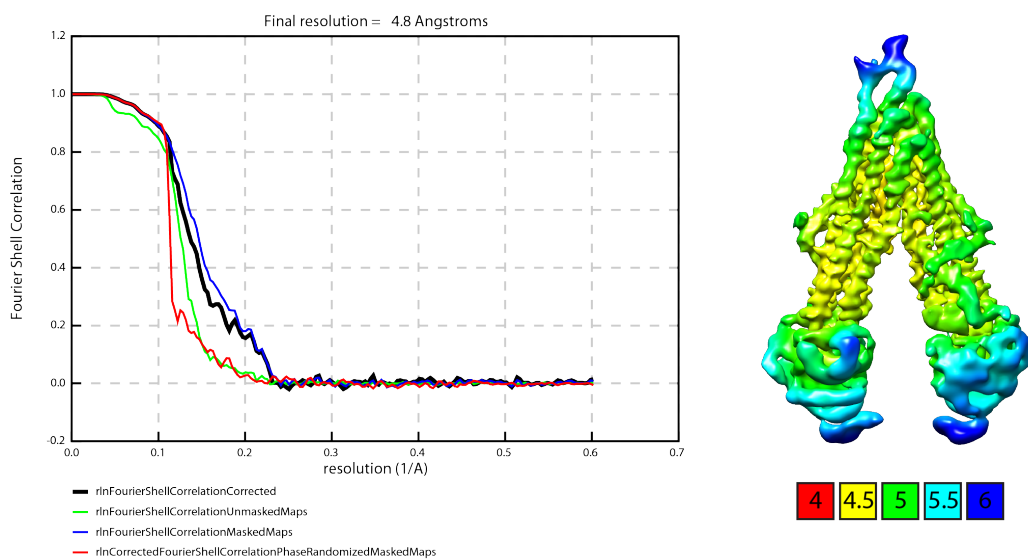 Final resolution = 4.8 Angstroms
Fourier Shell Correlation
1.2
1.0
0.8
0.6
0.4
0.2
0.0
-0.2
0.0 0.1 0.2 0.3 0.4 0.5 0.6 0.7
resolution (1/A)
rlnFourierShellCorrelationCorrected
rlnFourierShellCorrelationUnmaskedMaps
rlnFourierShellCorrelationMaskedMaps
rlnCorrectedFourierShellCorrelationPhaseRandomizedMaskedMaps
4 4.5 5 5.5 6